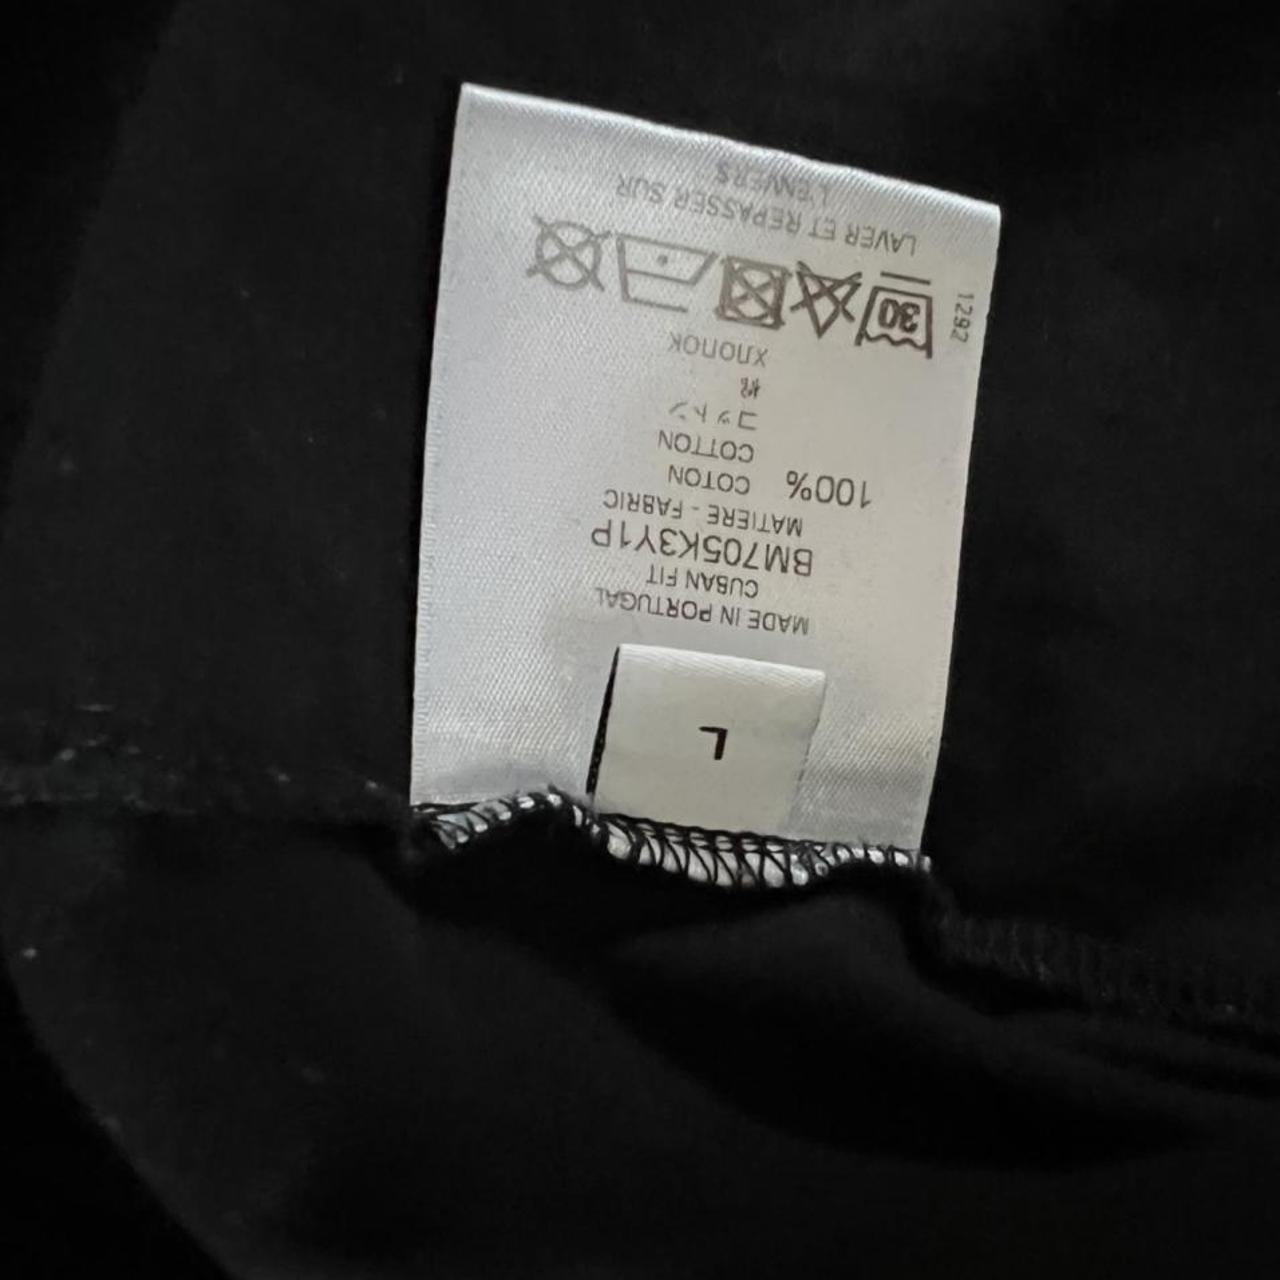 L
MADE IN PORTUGAL
CUBAN FIT
BM705K3Y1P
MATIERE - FABRIC
100% COTON
COTTON
コットン
棉
хлопок
1292
30
LAVER ET REPASSER SUR
L'ENVERS